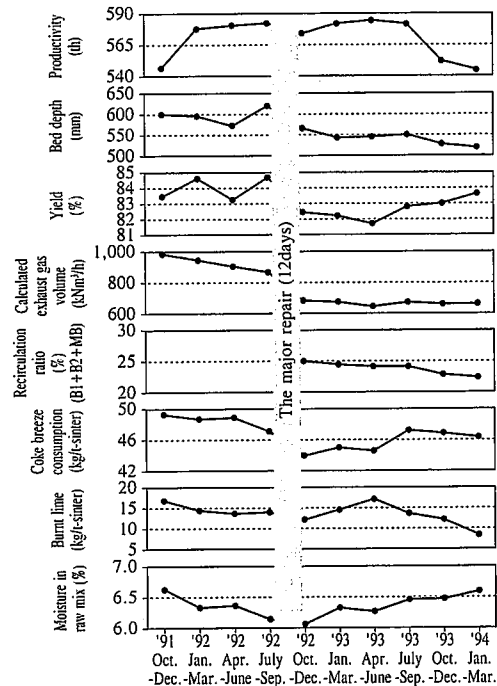 Productivity
(t/h)
590
565
540
Bed depth
(mm)
650
600
550
500
Yield
(%)
85
84
83
82
81
Calculated
exhaust gas
volume
(kNm³/h)
1,000
800
600
Recirculation
ratio
(%)
(B1+B2+MB)
30
25
20
Coke breeze
consumption
(kg/t-sinter)
50
46
42
Burnt lime
(kg/t-sinter)
20
15
10
5
Moisture in
raw mix (%)
7.0
6.5
6.0
The major repair (12days)
'91 '92 '92 '92 '92 '93 '93 '93 '93 '94
Oct. Jan. Apr. July Oct. Jan. Apr. July Oct. Jan.
-Dec. -Mar. -June -Sep. -Dec. -Mar. -June -Sep. -Dec. -Mar.